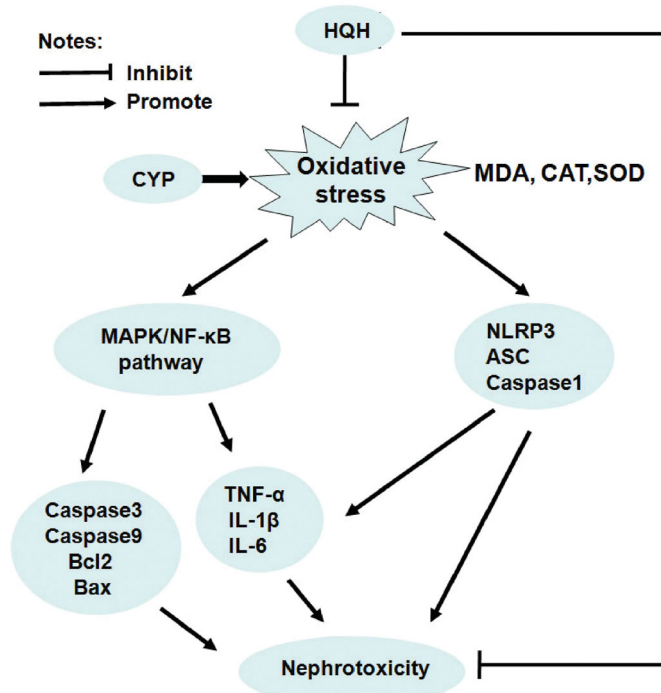 HQH
Notes:
Inhibit
Promote
Oxidative
stress
CYP
MDA, CAT,SOD
MAPK/NF-κB
pathway
NLRP3
ASC
Caspase1
Caspase3
Caspase9
Bcl2
Bax
TNF-α
IL-1β
IL-6
Nephrotoxicity